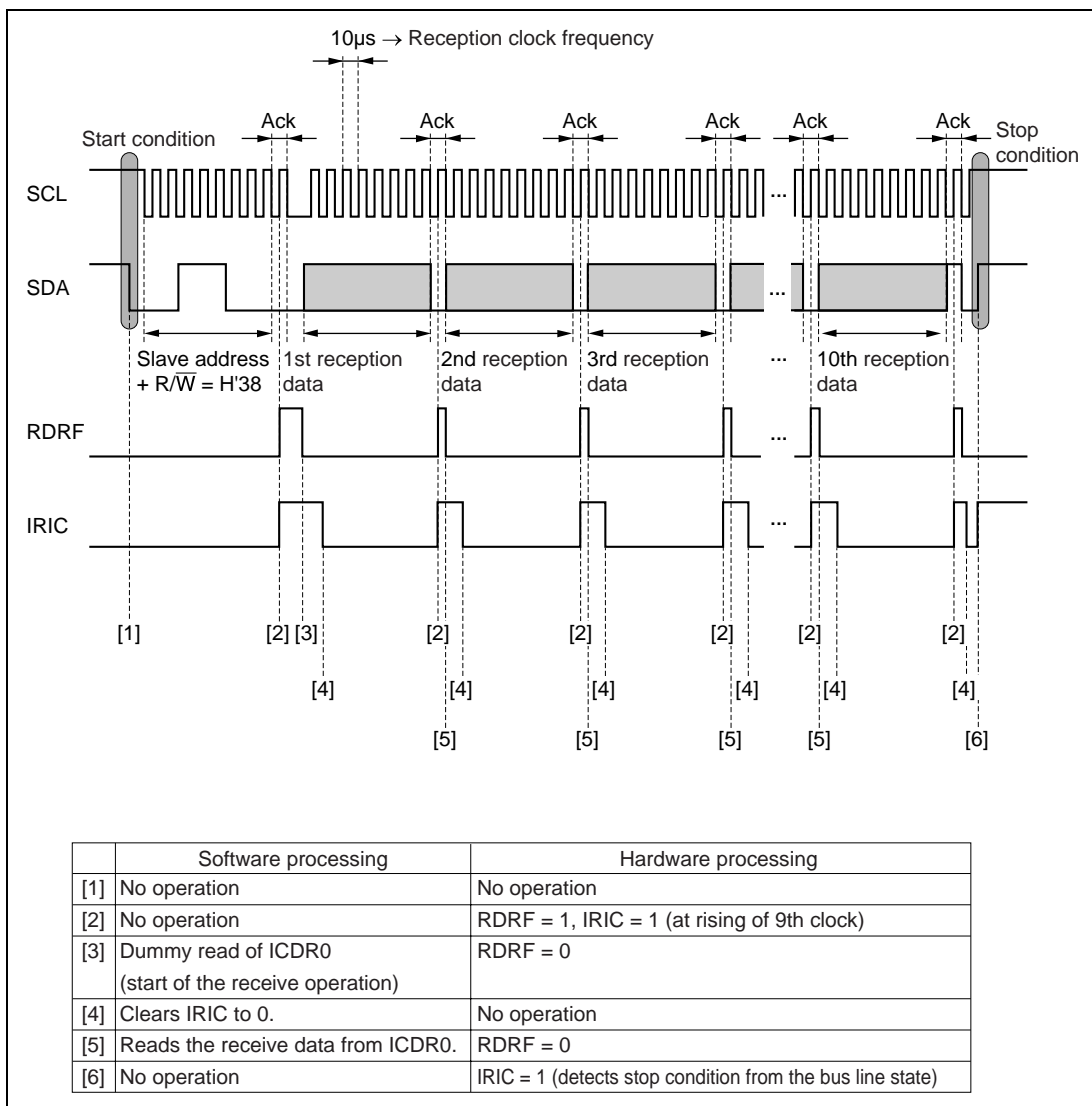 10µs → Reception clock frequency
Ack Ack Ack Ack Ack Ack
Start condition
Stop
condition
SCL
...
SDA
...
Slave address
+ R/W̅ = H'38
1st reception
data
2nd reception
data
3rd reception
data
...
10th reception
data
RDRF
...
IRIC
...
[1] [2] [3] [2] [2] [2] [2] [2]
[4] [4] [4] [4] [4] [4]
[5] [5] [5] [5] [6]
Software processing Hardware processing
[1] No operation No operation
[2] No operation RDRF = 1, IRIC = 1 (at rising of 9th clock)
[3] Dummy read of ICDR0 RDRF = 0
(start of the receive operation)
[4] Clears IRIC to 0. No operation
[5] Reads the receive data from ICDR0. RDRF = 0
[6] No operation IRIC = 1 (detects stop condition from the bus line state)